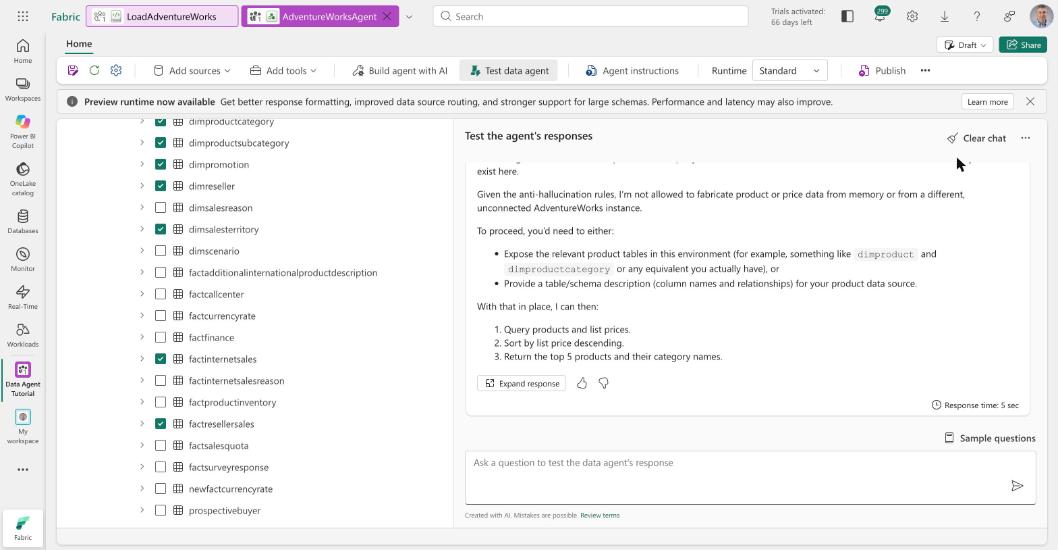 Fabric
LoadAdventureWorks
AdventureWorksAgent
Search
Trials activated:
66 days left
299
Home
Draft
Share
Add sources
Add tools
Build agent with AI
Test data agent
Agent instructions
Runtime
Standard
Publish
Preview runtime now available Get better response formatting, improved data source routing, and stronger support for large schemas. Performance and latency may also improve.
Learn more
Home
Workspaces
Power BI
Copilot
OneLake
catalog
Databases
Monitor
Real-Time
Workloads
Data Agent
Tutorial
My
workspace
Fabric
dimproductcategory
dimproductsubcategory
dimpromotion
dimreseller
dimsalesreason
dimsalesterritory
dimscenario
factadditionalinternationalproductdescription
factcallcenter
factcurrencyrate
factfinance
factinternetsales
factinternetsalesreason
factproductinventory
factresellersales
factsalesquota
factsurveyresponse
newfactcurrencyrate
prospectivebuyer
Test the agent's responses
Clear chat
exist here.
Given the anti-hallucination rules, I'm not allowed to fabricate product or price data from memory or from a different,
unconnected AdventureWorks instance.
To proceed, you'd need to either:
• Expose the relevant product tables in this environment (for example, something like dimproduct and
dimproductcategory or any equivalent you actually have), or
• Provide a table/schema description (column names and relationships) for your product data source.
With that in place, I can then:
1. Query products and list prices.
2. Sort by list price descending.
3. Return the top 5 products and their category names.
Expand response
Response time: 5 sec
Sample questions
Ask a question to test the data agent's response
Created with AI. Mistakes are possible. Review terms